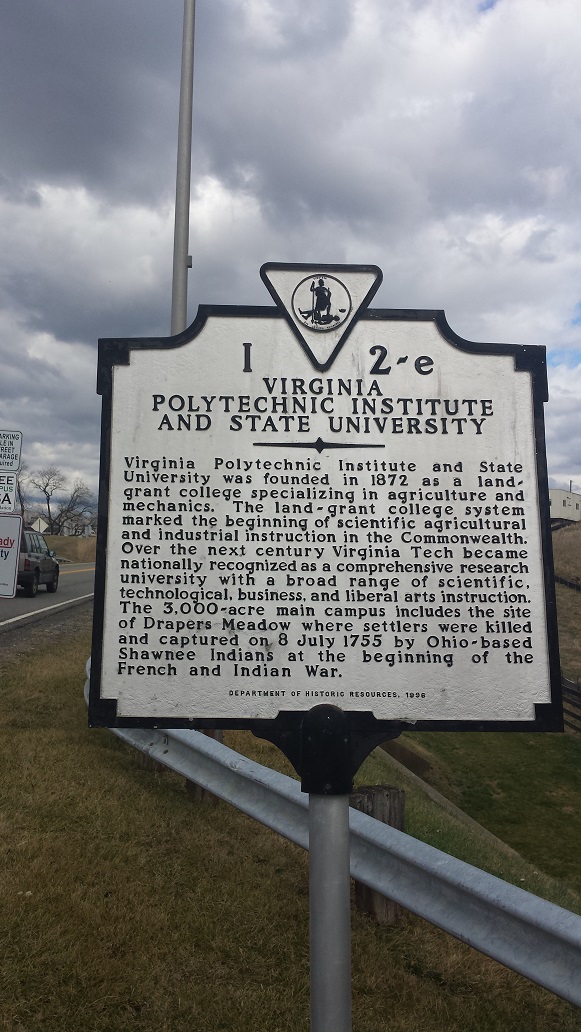 I 2-e
VIRGINIA
POLYTECHNIC INSTITUTE
AND STATE UNIVERSITY
Virginia Polytechnic Institute and State
University was founded in 1872 as a land-
grant college specializing in agriculture and
mechanics. The land-grant college system
marked the beginning of scientific agricultural
and industrial instruction in the Commonwealth.
Over the next century Virginia Tech became
nationally recognized as a comprehensive research
university with a broad range of scientific,
technological, business, and liberal arts instruction.
The 3,000-acre main campus includes the site
of Drapers Meadow where settlers were killed
and captured on 8 July 1755 by Ohio-based
Shawnee Indians at the beginning of the
French and Indian War.
DEPARTMENT OF HISTORIC RESOURCES, 1996